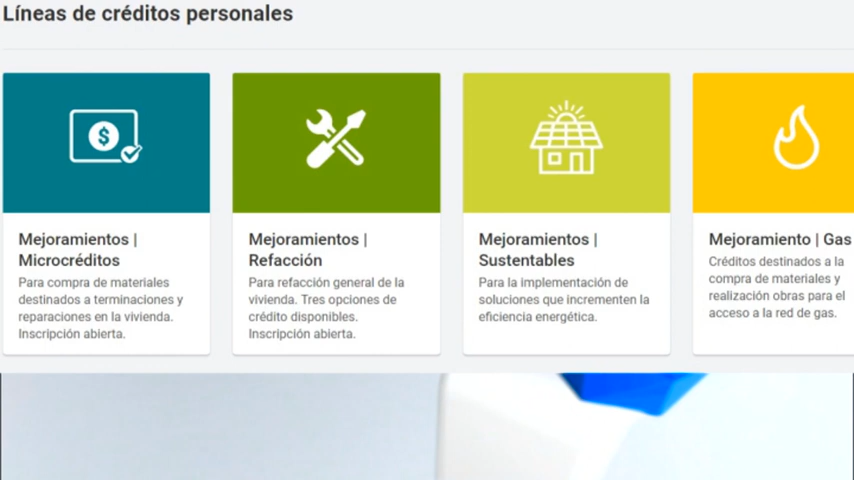 Líneas de créditos personales
$
Mejoramientos |
Microcréditos
Para compra de materiales
destinados a terminaciones y
reparaciones en la vivienda.
Inscripción abierta.
Mejoramientos |
Refacción
Para refacción general de la
vivienda. Tres opciones de
crédito disponibles.
Inscripción abierta.
Mejoramientos |
Sustentables
Para la implementación de
soluciones que incrementen la
eficiencia energética.
Mejoramiento | Gas
Créditos destinados a la
compra de materiales y
realización obras para el
acceso a la red de gas.